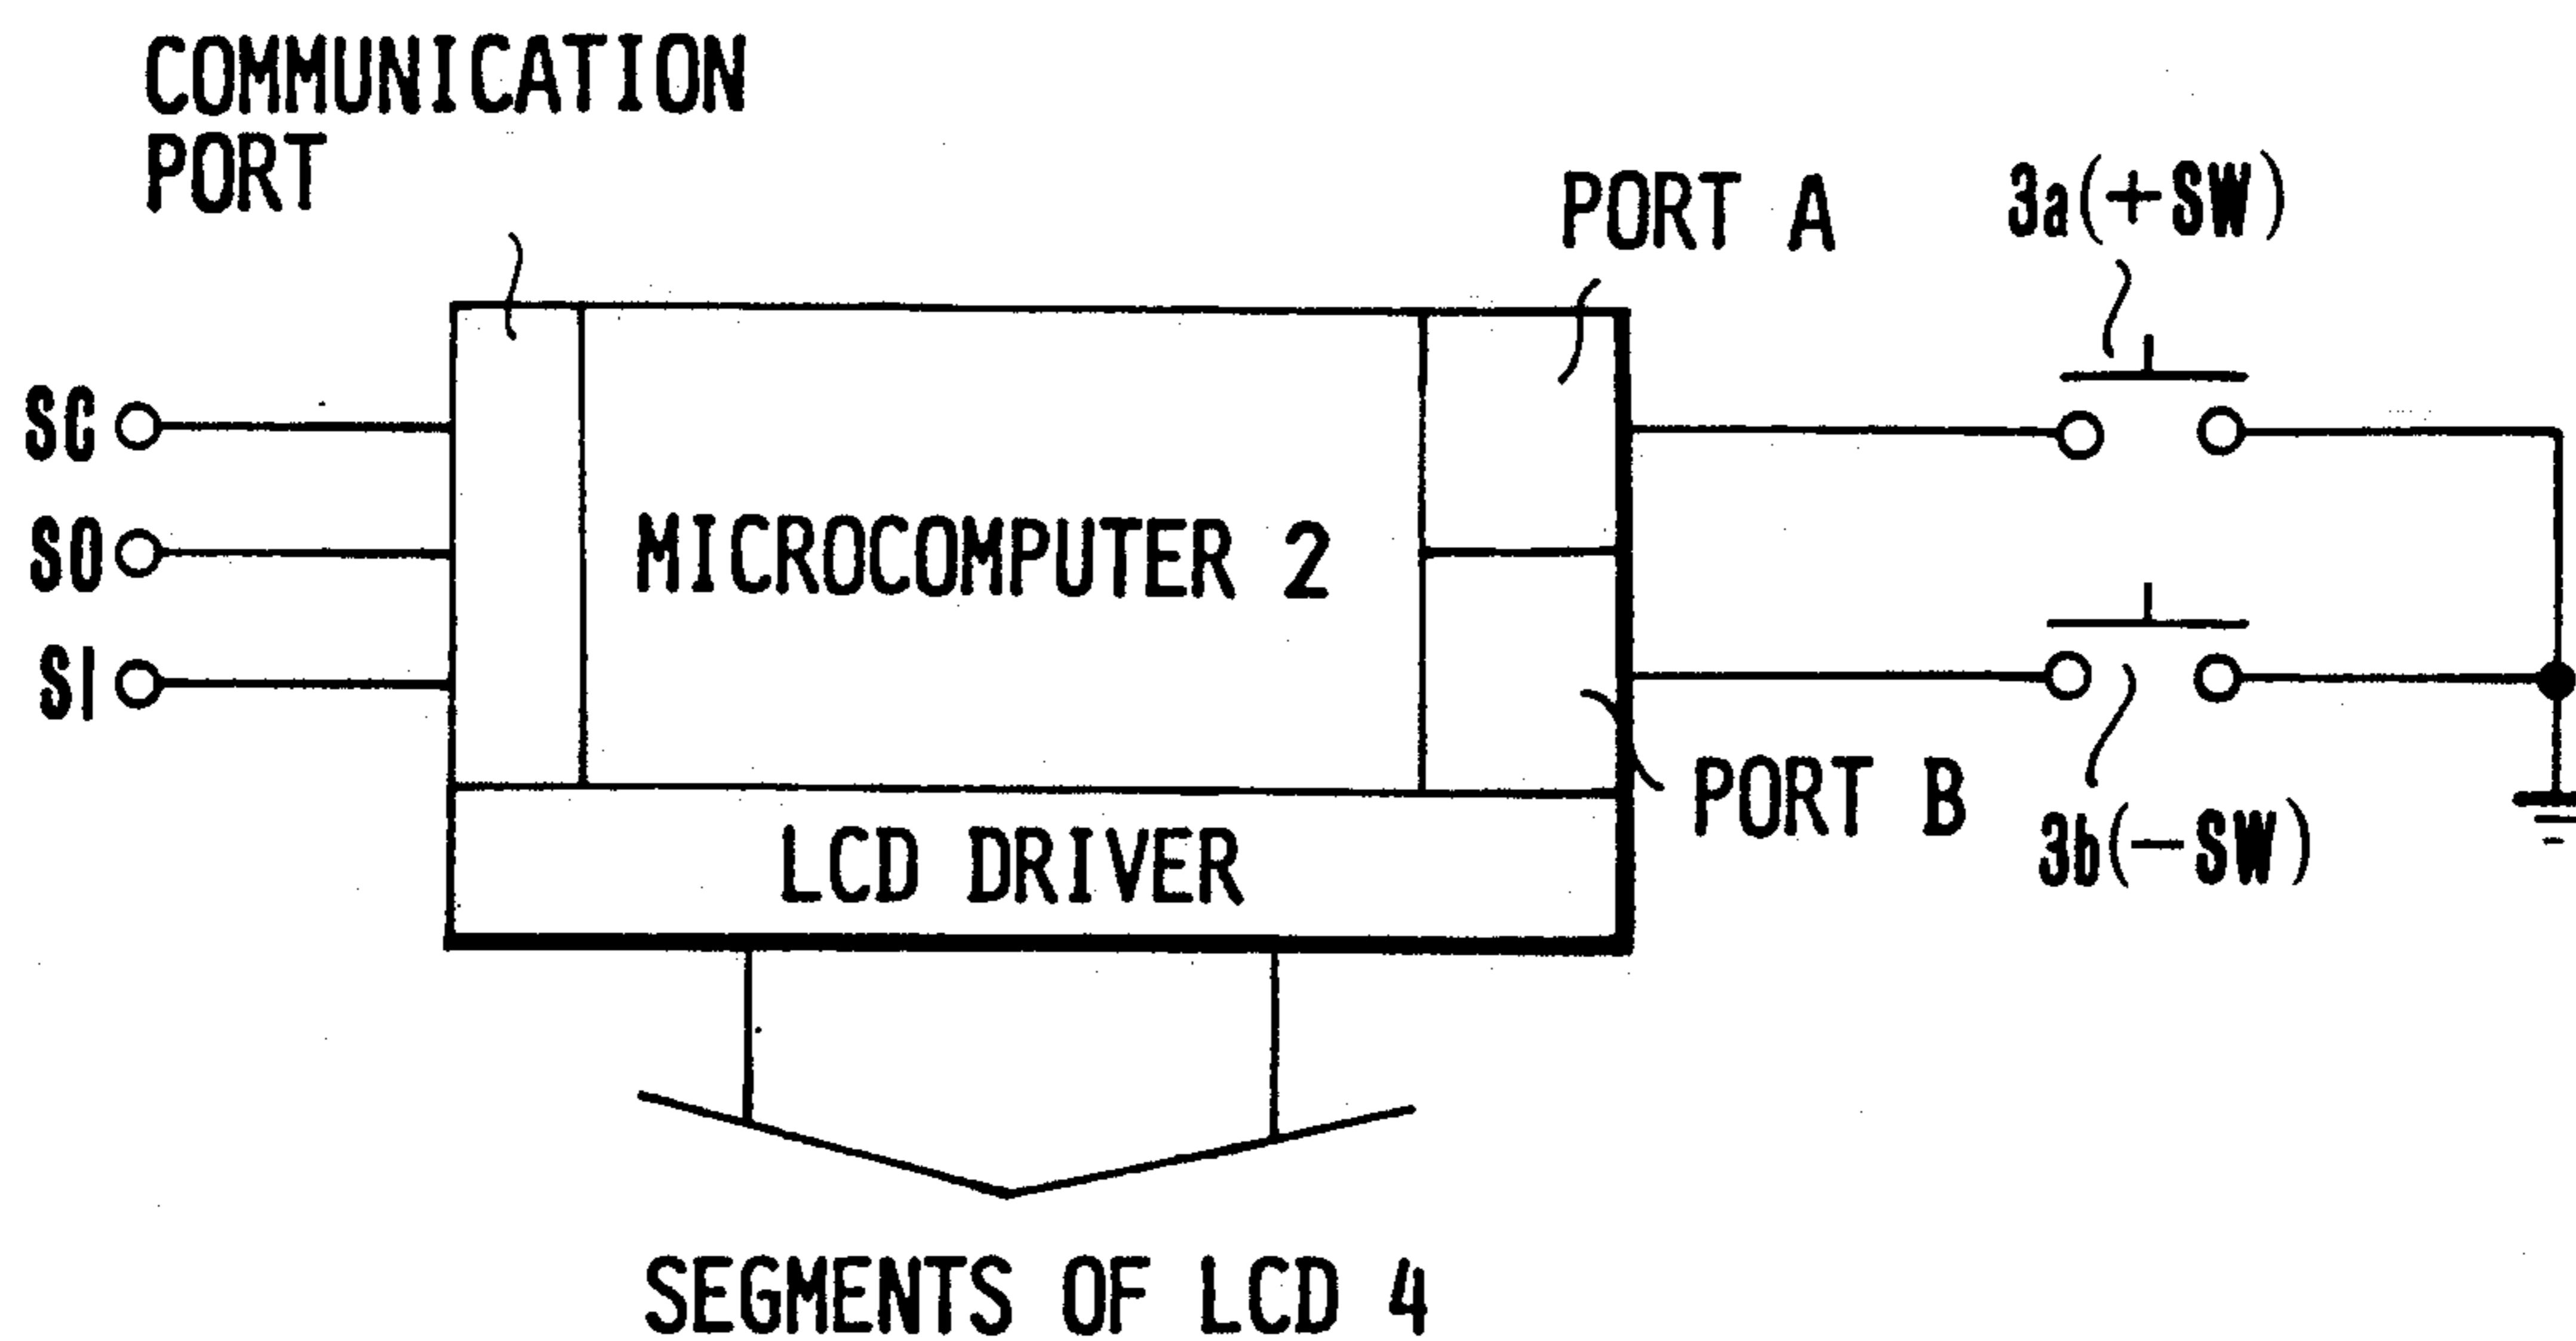 COMMUNICATION
PORT
PORT A
3a(+SW)
SC
SO
SI
MICROCOMPUTER 2
PORT B
3b(-SW)
LCD DRIVER
SEGMENTS OF LCD 4